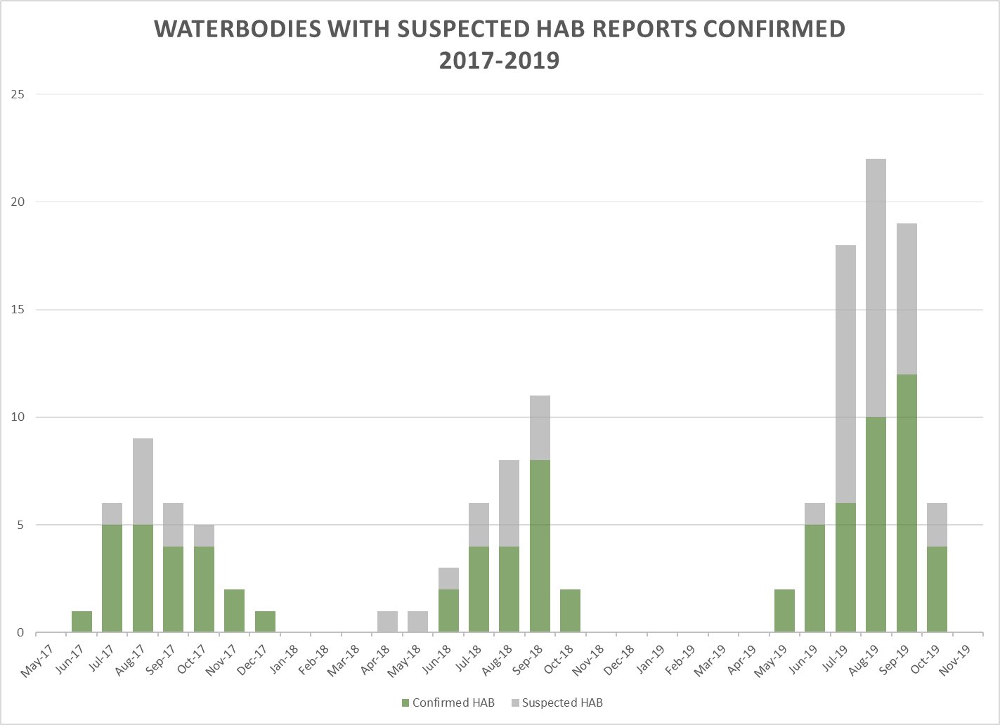 WATERBODIES WITH SUSPECTED HAB REPORTS CONFIRMED
2017-2019
25
20
15
10
5
0
May-17
Jun-17
Jul-17
Aug-17
Sep-17
Oct-17
Nov-17
Dec-17
Jan-18
Feb-18
Mar-18
Apr-18
May-18
Jun-18
Jul-18
Aug-18
Sep-18
Oct-18
Nov-18
Dec-18
Jan-19
Feb-19
Mar-19
Apr-19
May-19
Jun-19
Jul-19
Aug-19
Sep-19
Oct-19
Nov-19
Confirmed HAB
Suspected HAB